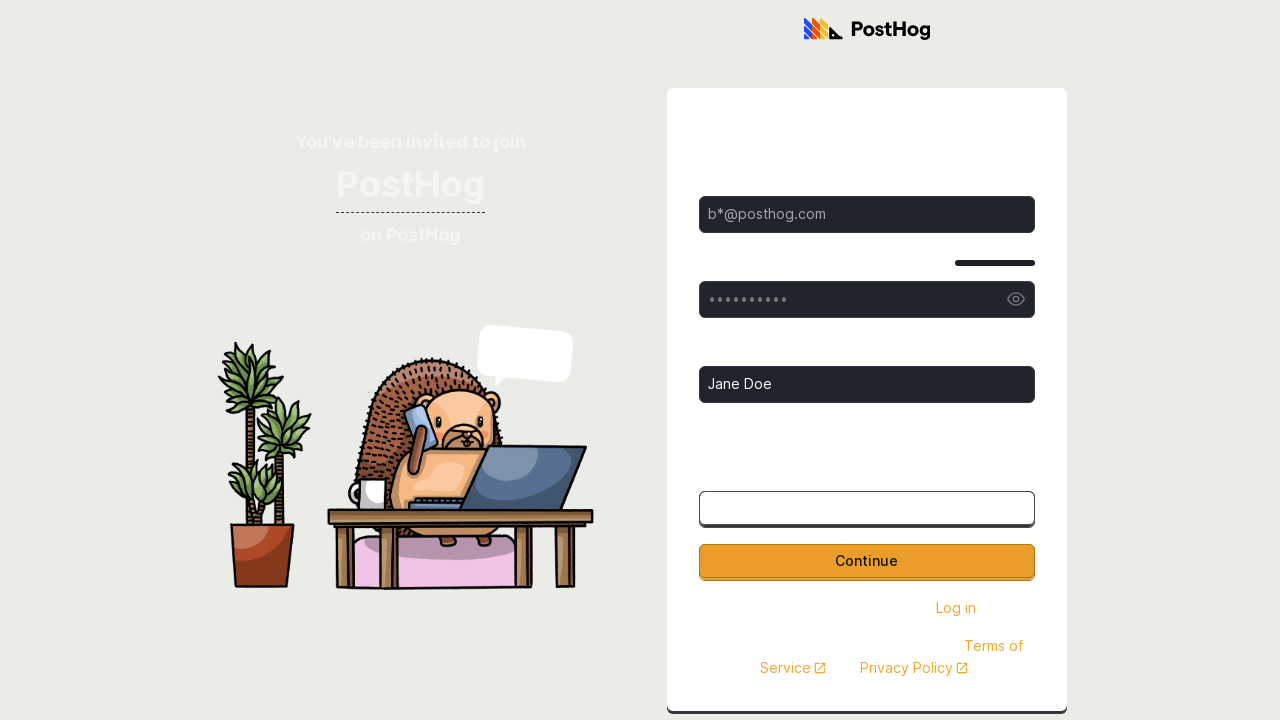 PostHog
You've been invited to join
PostHog
on PostHog
b*@posthog.com
••••••••••
Jane Doe
Continue
Log in
Terms of
Service Privacy Policy